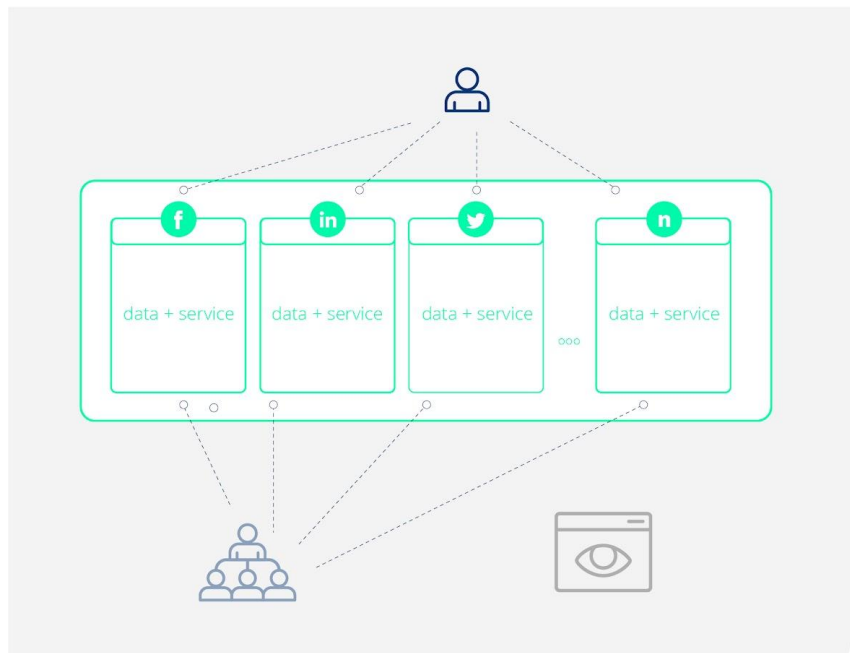 f
in
n
data + service
data + service
data + service
data + service